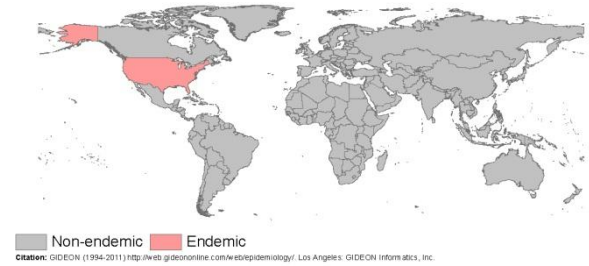 Non-endemic Endemic
Citation: GIDEON (1994-2011) http://web.gideononline.com/web/epidemiology/. Los Angeles: GIDEON Informatics, Inc.